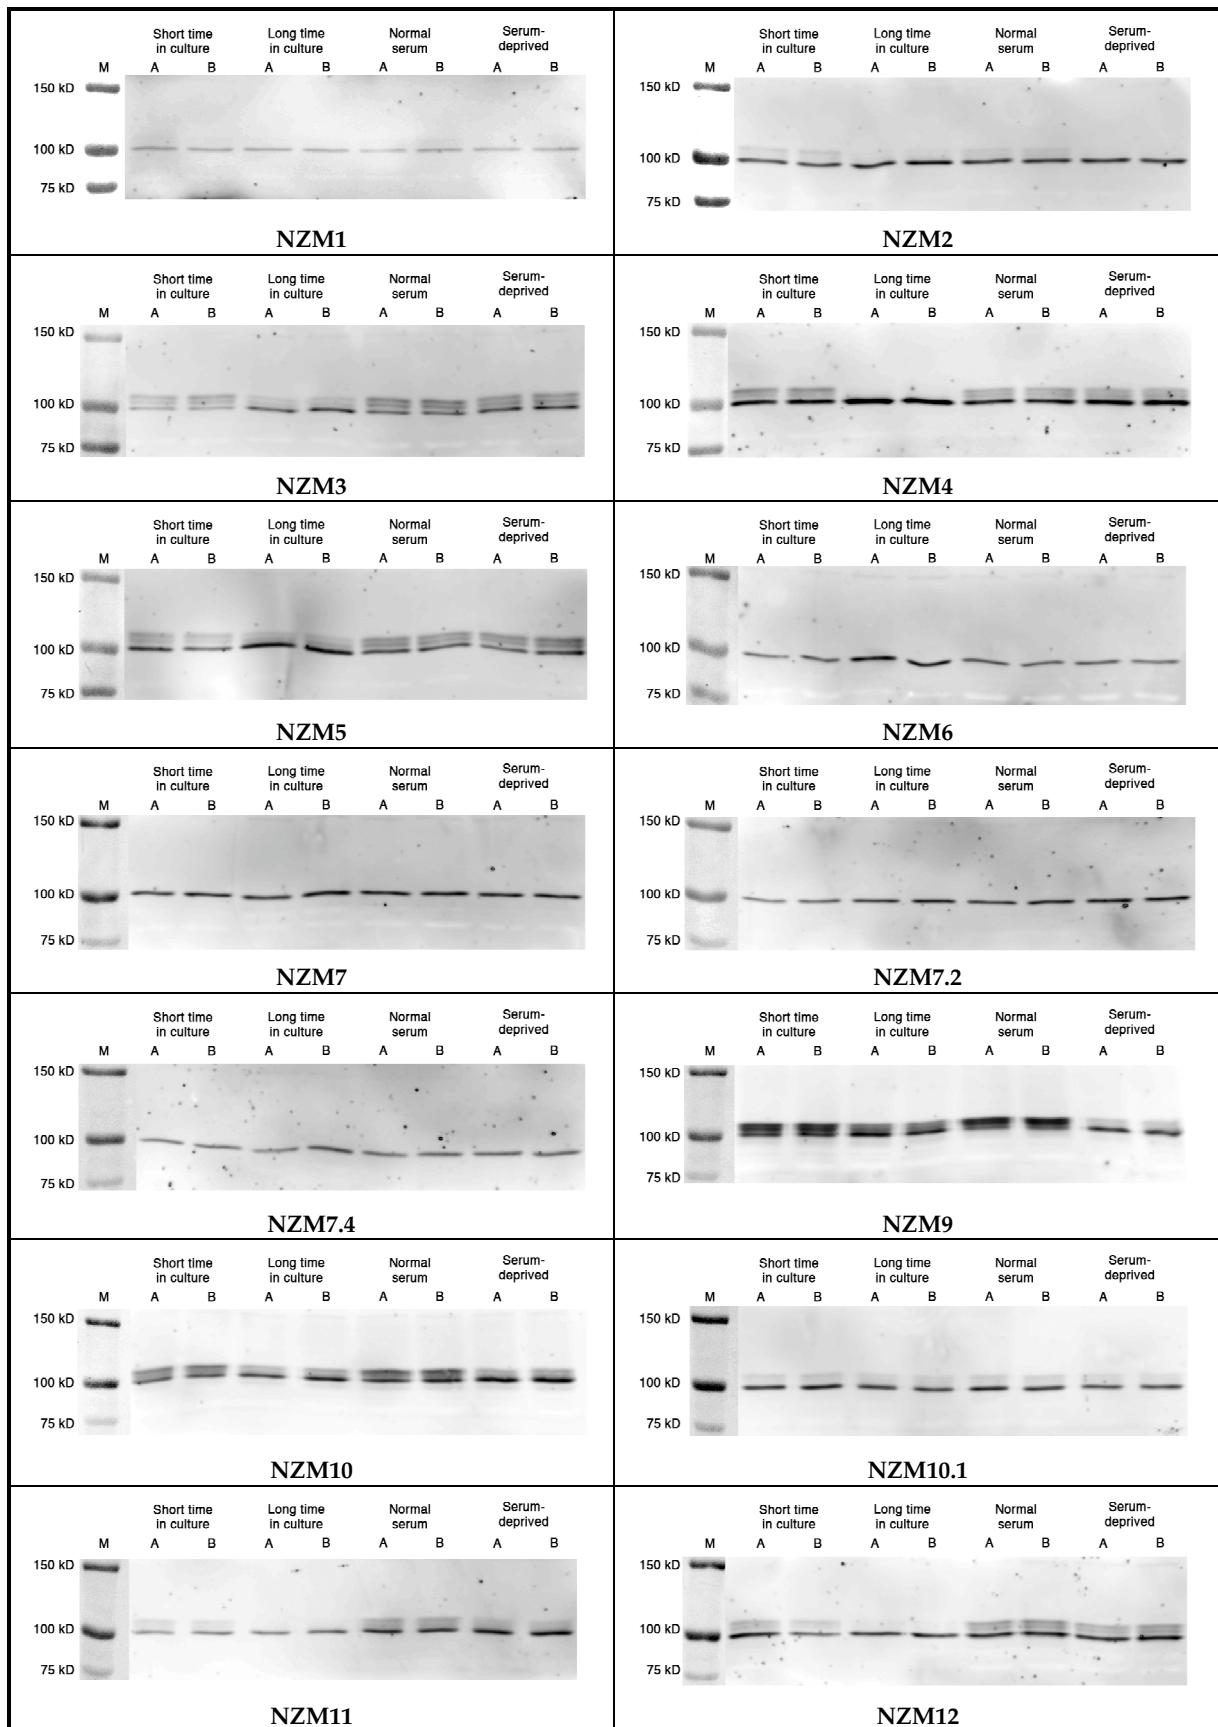 Short time Long time Normal Serum-
in culture in culture serum deprived
M A B A B A B A B
150 kD
100 kD
75 kD
NZM1
Short time Long time Normal Serum-
in culture in culture serum deprived
M A B A B A B A B
150 kD
100 kD
75 kD
NZM2
Short time Long time Normal Serum-
in culture in culture serum deprived
M A B A B A B A B
150 kD
100 kD
75 kD
NZM3
Short time Long time Normal Serum-
in culture in culture serum deprived
M A B A B A B A B
150 kD
100 kD
75 kD
NZM4
Short time Long time Normal Serum-
in culture in culture serum deprived
M A B A B A B A B
150 kD
100 kD
75 kD
NZM5
Short time Long time Normal Serum-
in culture in culture serum deprived
M A B A B A B A B
150 kD
100 kD
75 kD
NZM6
Short time Long time Normal Serum-
in culture in culture serum deprived
M A B A B A B A B
150 kD
100 kD
75 kD
NZM7
Short time Long time Normal Serum-
in culture in culture serum deprived
M A B A B A B A B
150 kD
100 kD
75 kD
NZM7.2
Short time Long time Normal Serum-
in culture in culture serum deprived
M A B A B A B A B
150 kD
100 kD
75 kD
NZM7.4
Short time Long time Normal Serum-
in culture in culture serum deprived
M A B A B A B A B
150 kD
100 kD
75 kD
NZM9
Short time Long time Normal Serum-
in culture in culture serum deprived
M A B A B A B A B
150 kD
100 kD
75 kD
NZM10
Short time Long time Normal Serum-
in culture in culture serum deprived
M A B A B A B A B
150 kD
100 kD
75 kD
NZM10.1
Short time Long time Normal Serum-
in culture in culture serum deprived
M A B A B A B A B
150 kD
100 kD
75 kD
NZM11
Short time Long time Normal Serum-
in culture in culture serum deprived
M A B A B A B A B
150 kD
100 kD
75 kD
NZM12